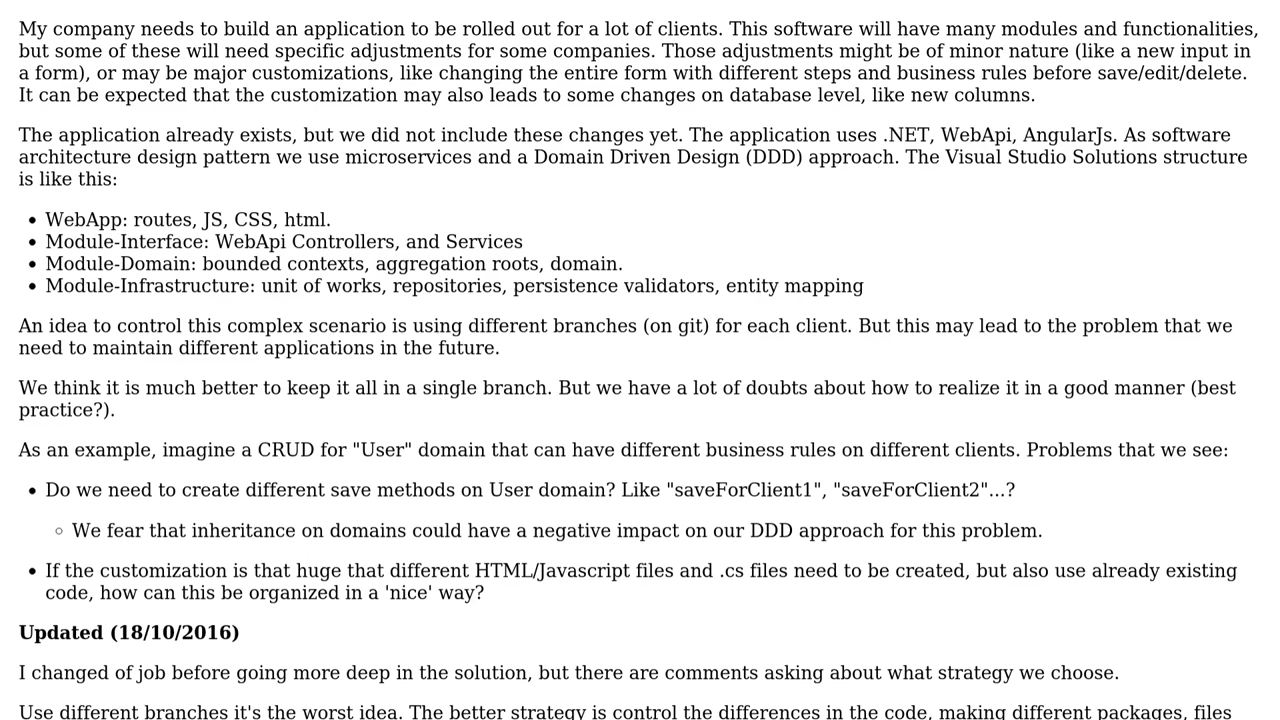 My company needs to build an application to be rolled out for a lot of clients. This software will have many modules and functionalities,
but some of these will need specific adjustments for some companies. Those adjustments might be of minor nature (like a new input in
a form), or may be major customizations, like changing the entire form with different steps and business rules before save/edit/delete.
It can be expected that the customization may also leads to some changes on database level, like new columns.
The application already exists, but we did not include these changes yet. The application uses .NET, WebApi, AngularJs. As software
architecture design pattern we use microservices and a Domain Driven Design (DDD) approach. The Visual Studio Solutions structure
is like this:
• WebApp: routes, JS, CSS, html.
• Module-Interface: WebApi Controllers, and Services
• Module-Domain: bounded contexts, aggregation roots, domain.
• Module-Infrastructure: unit of works, repositories, persistence validators, entity mapping
An idea to control this complex scenario is using different branches (on git) for each client. But this may lead to the problem that we
need to maintain different applications in the future.
We think it is much better to keep it all in a single branch. But we have a lot of doubts about how to realize it in a good manner (best
practice?).
As an example, imagine a CRUD for "User" domain that can have different business rules on different clients. Problems that we see:
• Do we need to create different save methods on User domain? Like "saveForClient1", "saveForClient2"...?
◦ We fear that inheritance on domains could have a negative impact on our DDD approach for this problem.
• If the customization is that huge that different HTML/Javascript files and .cs files need to be created, but also use already existing
code, how can this be organized in a 'nice' way?
Updated (18/10/2016)
I changed of job before going more deep in the solution, but there are comments asking about what strategy we choose.
Use different branches it's the worst idea. The better strategy is control the differences in the code, making different packages, files